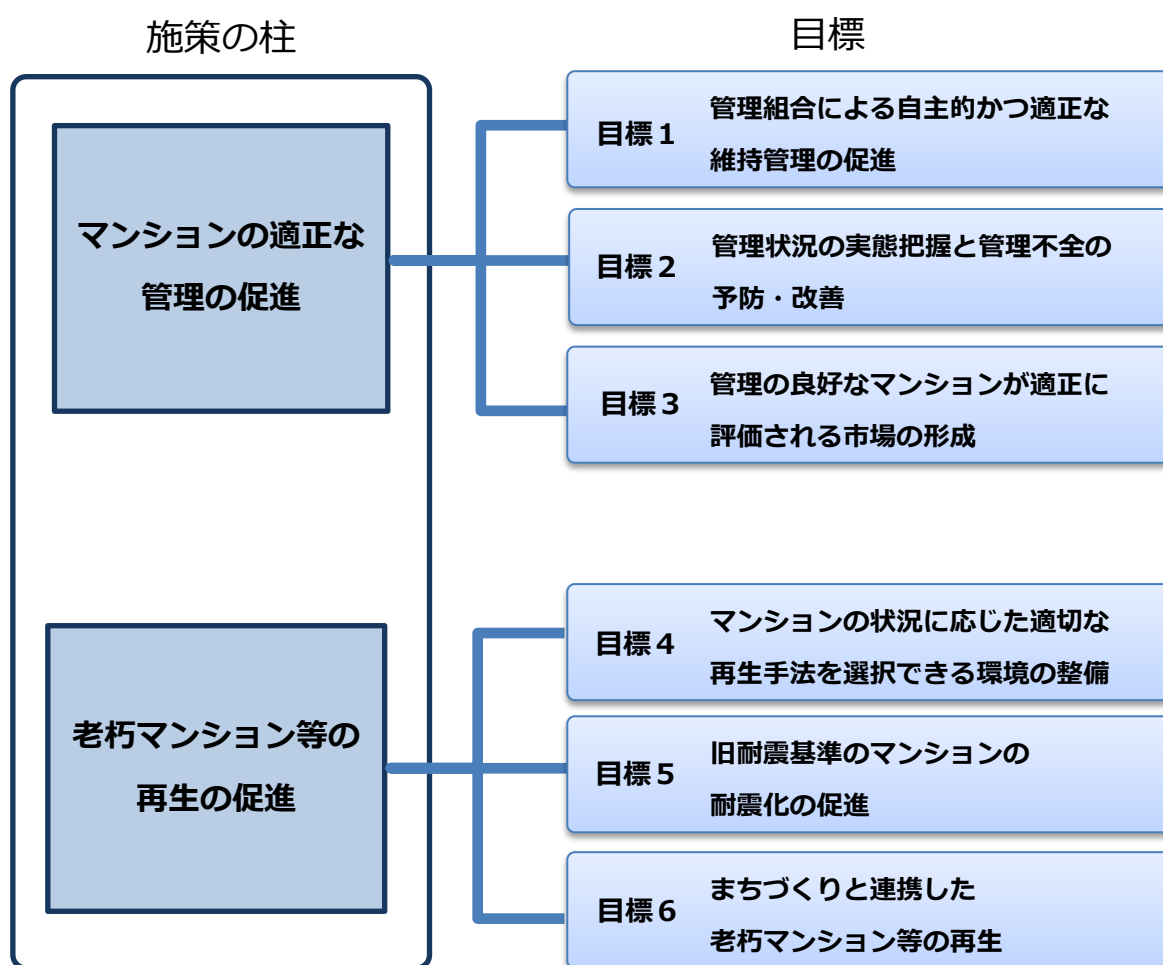 施策の柱
目標
マンションの適正な
管理の促進
目標１
管理組合による自主的かつ適正な
維持管理の促進
目標２
管理状況の実態把握と管理不全の
予防・改善
目標３
管理の良好なマンションが適正に
評価される市場の形成
老朽マンション等の
再生の促進
目標４
マンションの状況に応じた適切な
再生手法を選択できる環境の整備
目標５
旧耐震基準のマンションの
耐震化の促進
目標６
まちづくりと連携した
老朽マンション等の再生